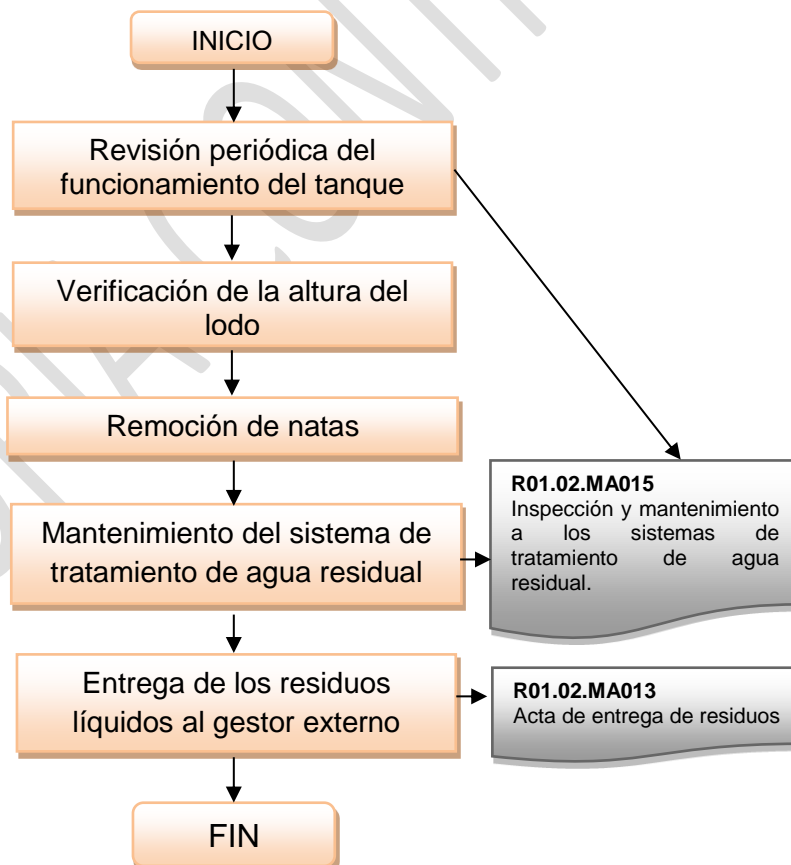 INICIO
Revisión periódica del
funcionamiento del tanque
Verificación de la altura del
lodo
Remoción de natas
Mantenimiento del sistema de
tratamiento de agua residual
R01.02.MA015
Inspección y mantenimiento
a los sistemas de
tratamiento de agua
residual.
Entrega de los residuos
líquidos al gestor externo
R01.02.MA013
Acta de entrega de residuos
FIN